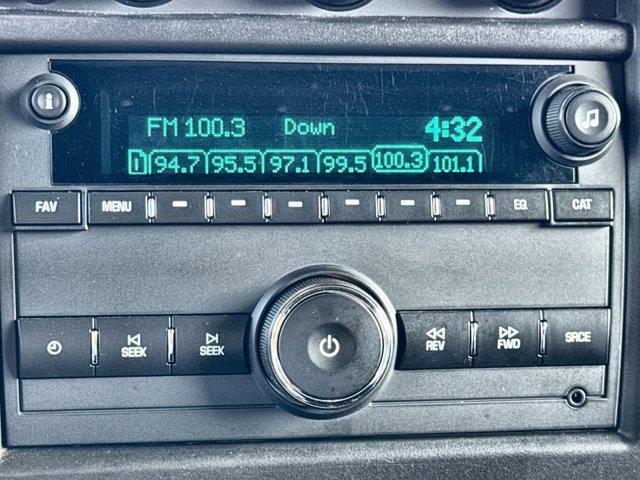 FM 100.3 Down 4:32
1 94.7 95.5 97.1 99.5 100.3 101.1
FAV MENU EQ CAT
SEEK SEEK REV FWD SRCE